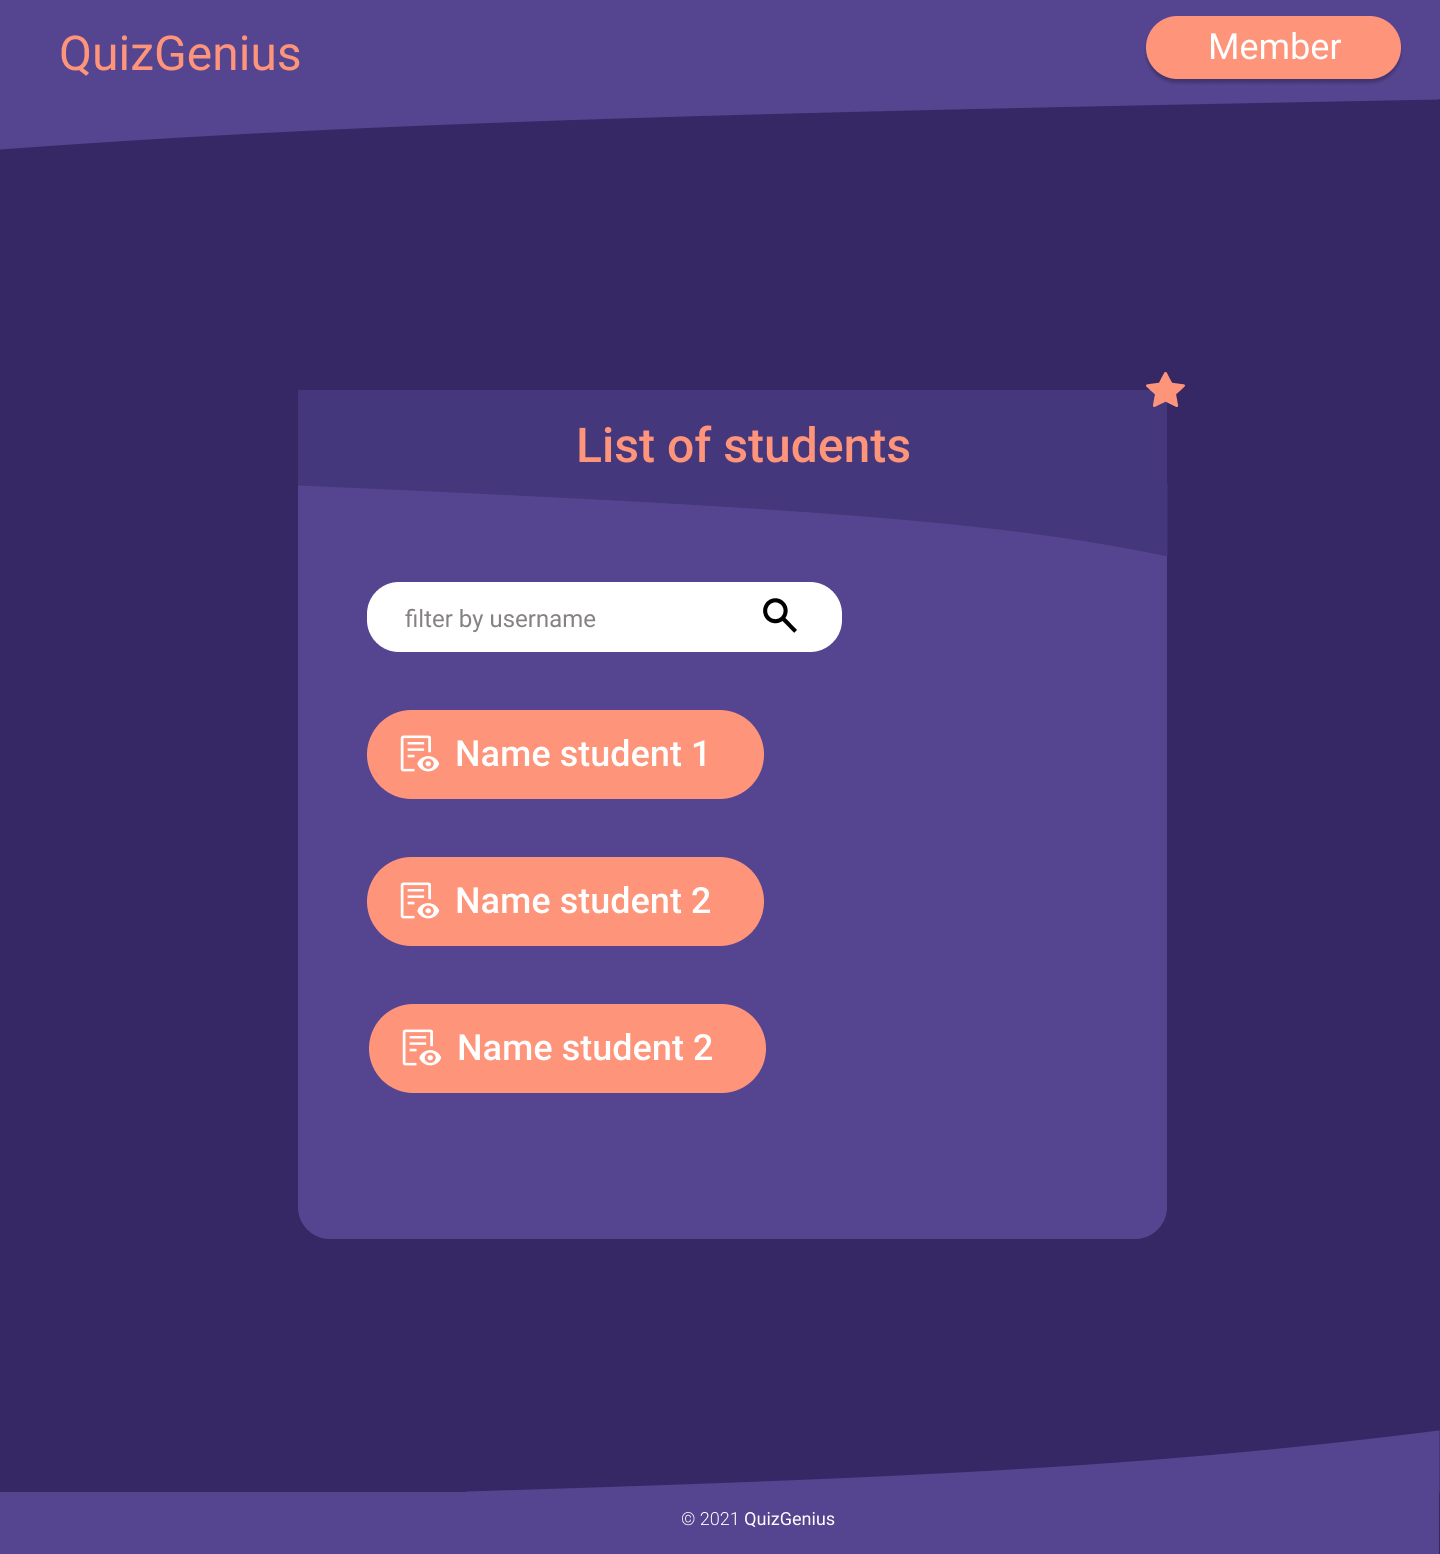 QuizGenius
Member
List of students
filter by username
Name student 1
Name student 2
Name student 2
© 2021 QuizGenius